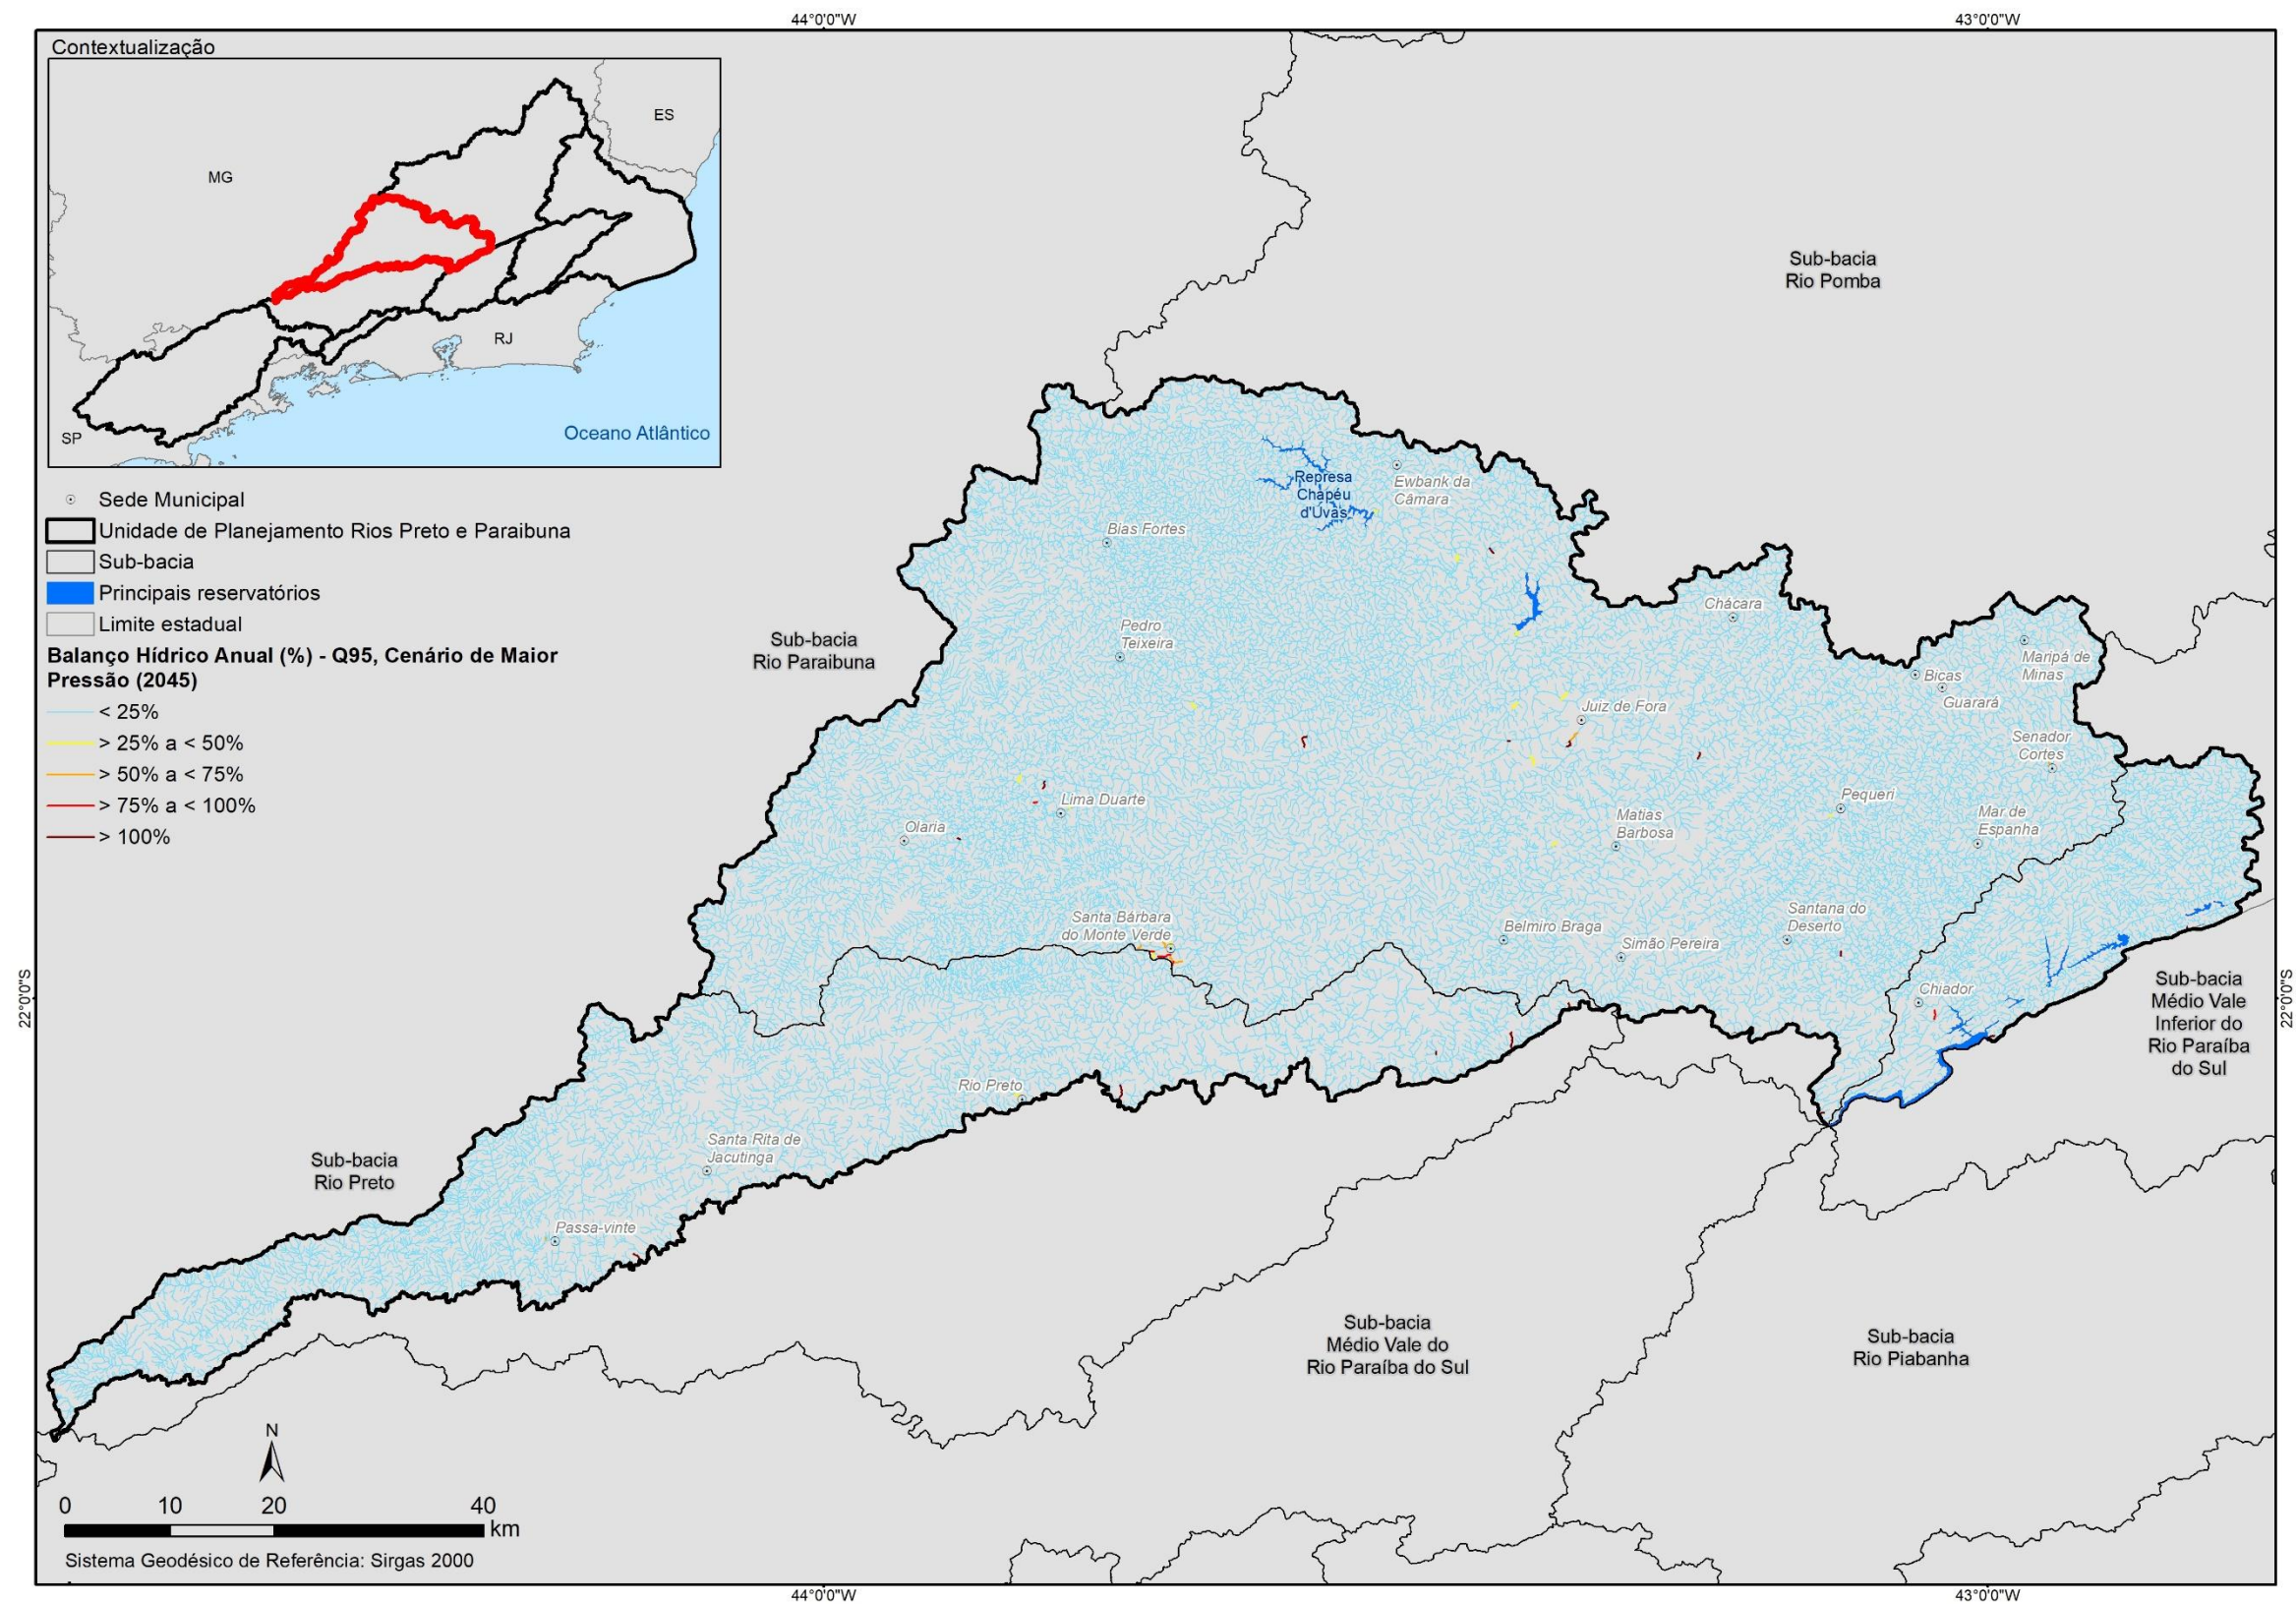 44°0'0"W
43°0'0"W
Contextualização
ES
MG
RJ
SP
Oceano Atlântico
Sede Municipal
Unidade de Planejamento Rios Preto e Paraibuna
Sub-bacia
Principais reservatórios
Limite estadual
Balanço Hídrico Anual (%) - Q95, Cenário de Maior
Pressão (2045)
< 25%
> 25% a < 50%
> 50% a < 75%
> 75% a < 100%
> 100%
Sub-bacia
Rio Pomba
Represa
Chapéu
d'Uvas
Ewbank da
Câmara
Bias Fortes
Chácara
Pedro
Teixeira
Sub-bacia
Rio Paraibuna
Maripá de
Minas
Bicas
Guarará
Juiz de Fora
Senador
Cortes
Lima Duarte
Pequeri
Olaria
Matias
Barbosa
Mar de
Espanha
Santa Bárbara
do Monte Verde
Belmiro Braga
Simão Pereira
Santana do
Deserto
22°0'0"S
22°0'0"S
Chiador
Sub-bacia
Médio Vale
Inferior do
Rio Paraíba
do Sul
Rio Preto
Santa Rita de
Jacutinga
Sub-bacia
Rio Preto
Passa-vinte
Sub-bacia
Médio Vale do
Rio Paraíba do Sul
Sub-bacia
Rio Piabanha
N
0 10 20 40
km
Sistema Geodésico de Referência: Sirgas 2000
44°0'0"W
43°0'0"W